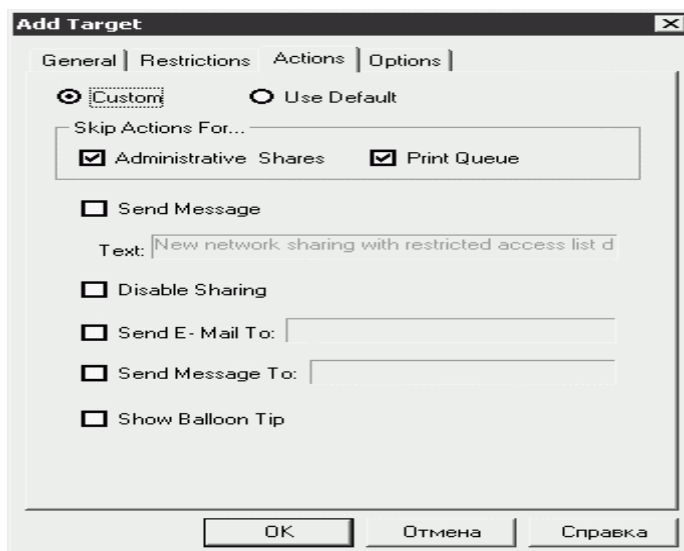 Add Target
General Restrictions Actions Options
Custom Use Default
Skip Actions For...
Administrative Shares Print Queue
Send Message
Text: New network sharing with restricted access list d
Disable Sharing
Send E-Mail To:
Send Message To:
Show Balloon Tip
OK Отмена Справка